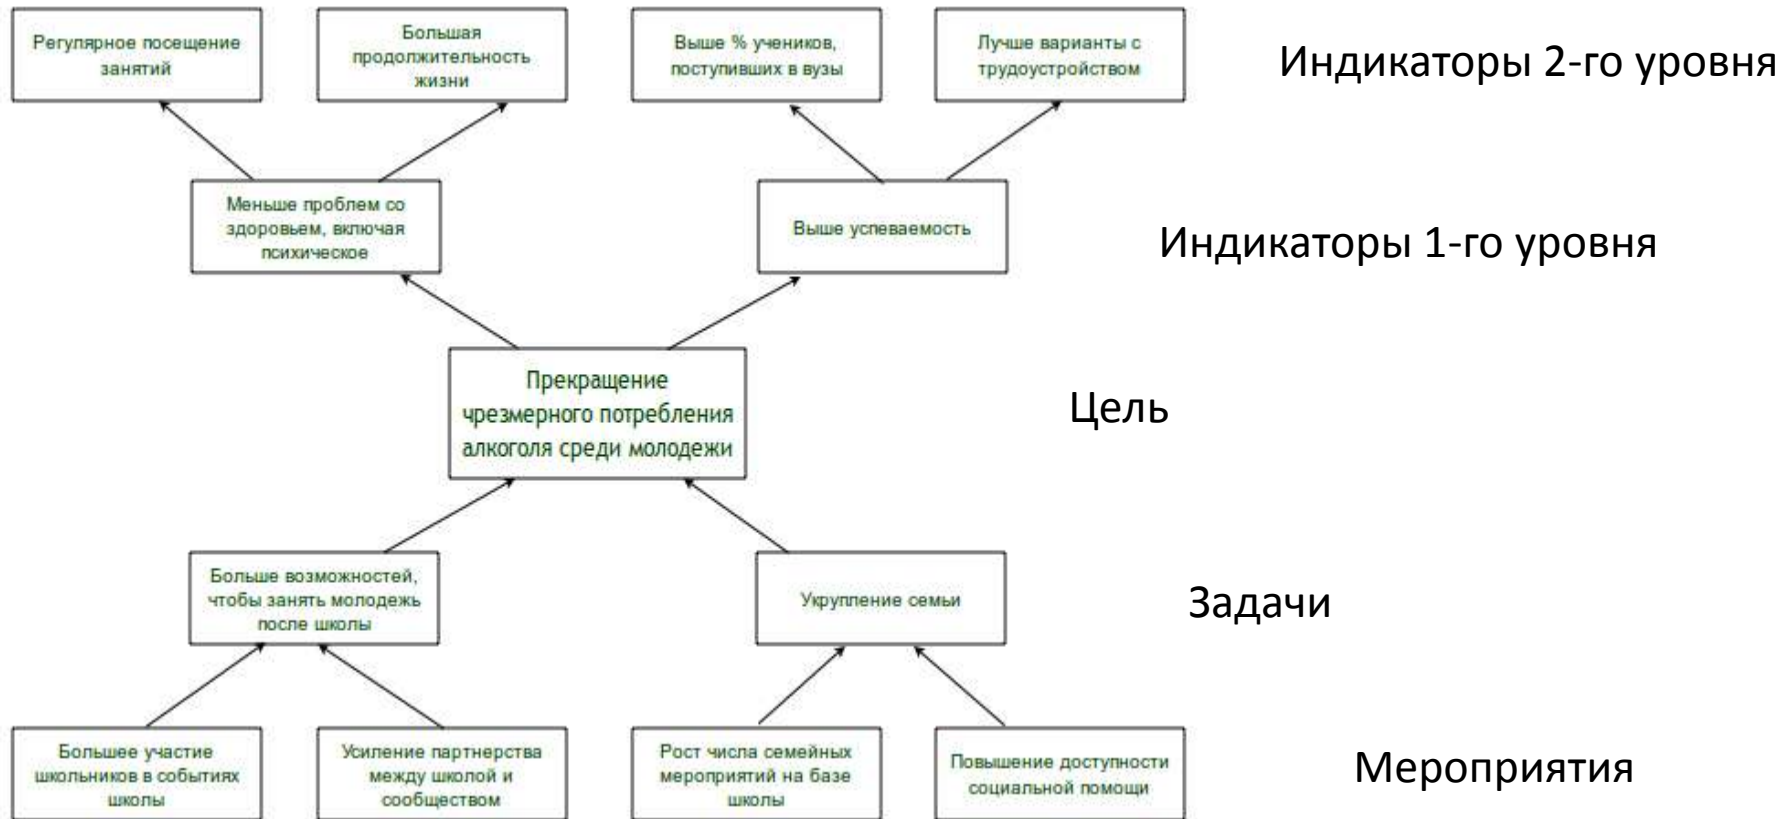 Регулярное посещение
занятий
Большая
продолжительность
жизни
Выше % учеников,
поступивших в вузы
Лучше варианты с
трудоустройством
Индикаторы 2-го уровня
Меньше проблем со
здоровьем, включая
психическое
Выше успеваемость
Индикаторы 1-го уровня
Прекращение
чрезмерного потребления
алкоголя среди молодежи
Цель
Больше возможностей,
чтобы занять молодежь
после школы
Укрупление семьи
Задачи
Большее участие
школьников в событиях
школы
Усиление партнерства
между школой и
сообществом
Рост числа семейных
мероприятий на базе
школы
Повышение доступности
социальной помощи
Мероприятия